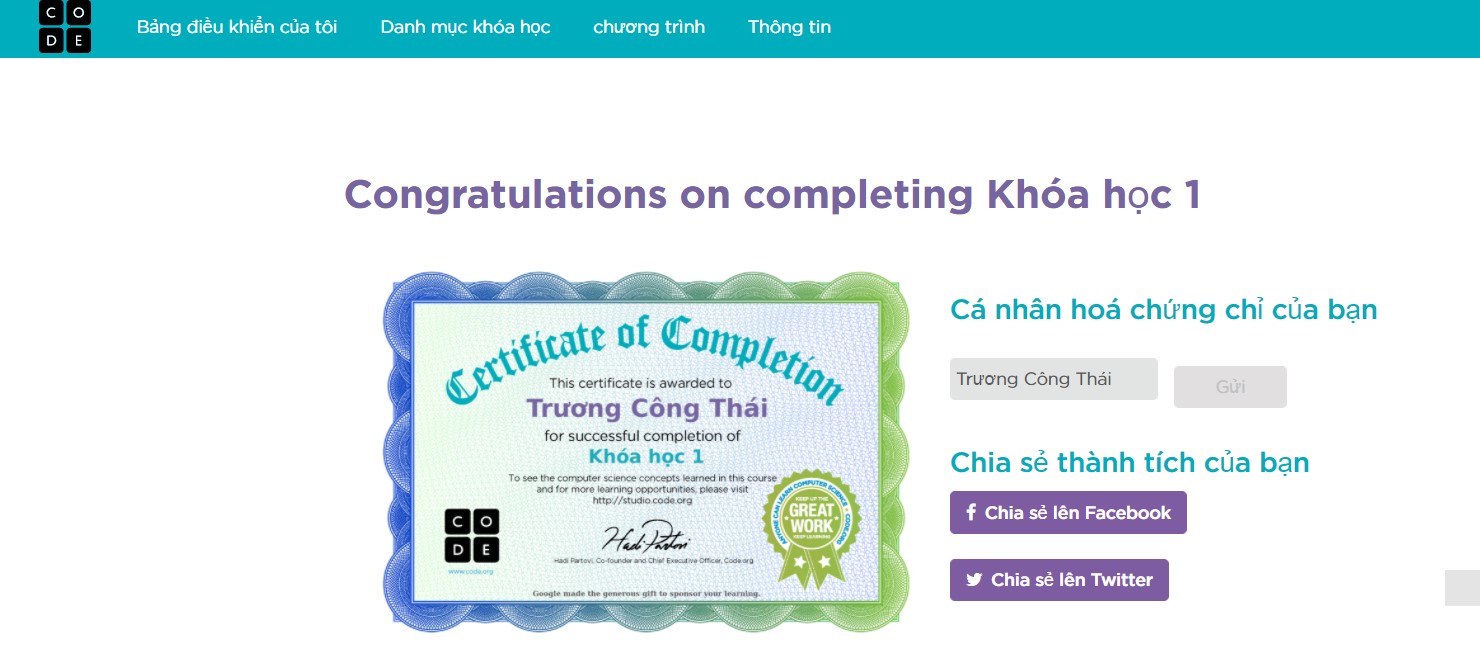 C O
D E
Bảng điều khiển của tôi
Danh mục khóa học
chương trình
Thông tin
Congratulations on completing Khóa học 1
Certificate of Completion
This certificate is awarded to
Trương Công Thái
for successful completion of
Khóa học 1
To see the computer science concepts learned in this course
and for more learning opportunities, please visit
http://studio.code.org
C O
D E
www.code.org
Hadi Partovi
Hadi Partovi, Co-founder and Chief Executive Officer, Code.org
ANYONE CAN LEARN COMPUTER SCIENCE • CODE.ORG
KEEP UP THE
GREAT
WORK
KEEP LEARNING
Google made the generous gift to sponsor your learning.
Cá nhân hoá chứng chỉ của bạn
Trương Công Thái
Gửi
Chia sẻ thành tích của bạn
Chia sẻ lên Facebook
Chia sẻ lên Twitter